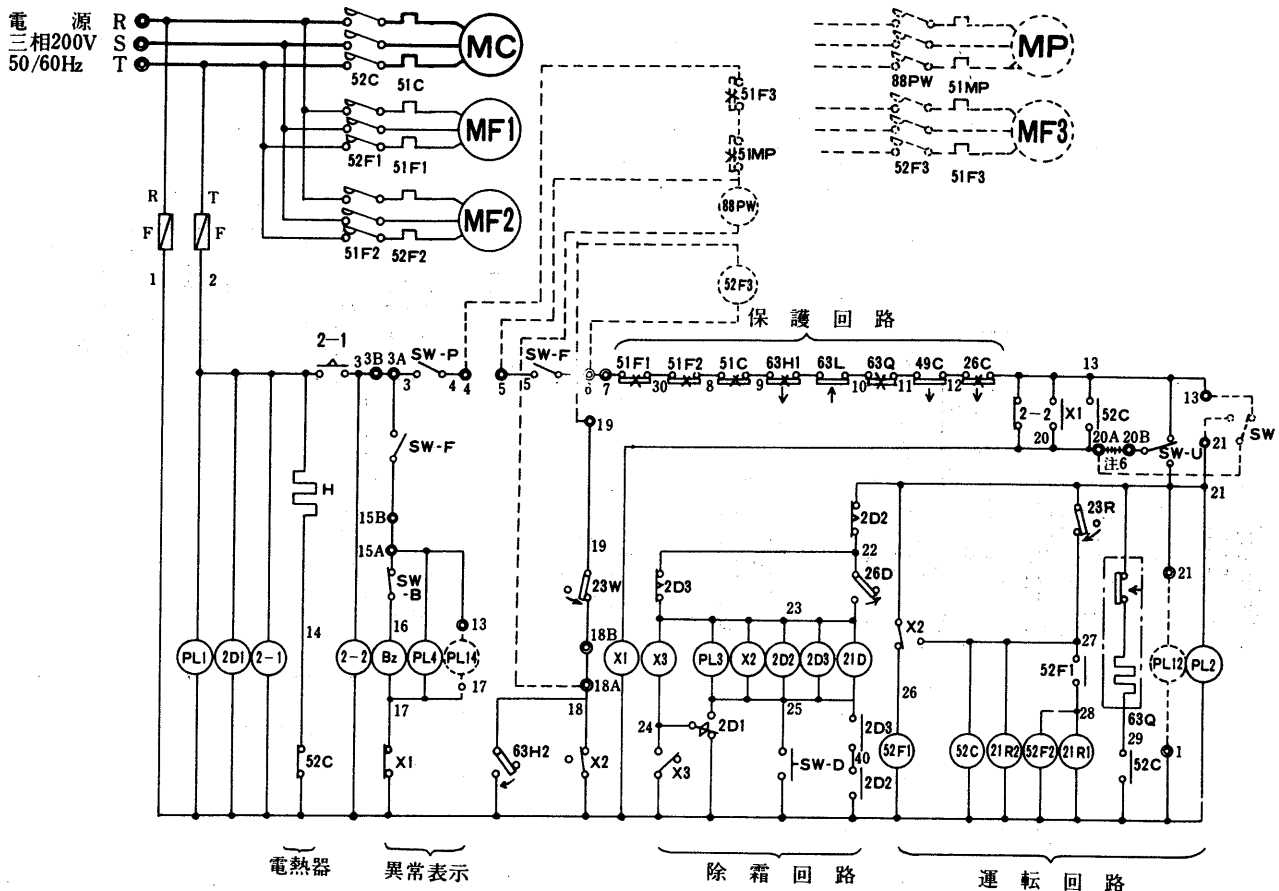 電源 R
三相200V S
50/60Hz T
52C 51C
MC
52F1 51F1
MF1
51F2 52F2
MF2
88PW 51MP
MP
52F3 51F3
MF3
51F3
51MP
88PW
52F3
R T
F F
1 2
保護回路
2-1 3 3B 3A 3 SW-P 4 4 5 5 SW-F 6 7
51F1 30 51F2 8 51C 9 63H1 63L 10 63Q 11 49C 12 26C
13
13
SW
21
2-2 X1 52C
20 20A 20B
注6 SW-U
21
19
SW-F
H
15B
15A
SW-B
2D2
22
23R
19
23W
2D3
26D
23
21
14
16
13
18B
18A
18
X2
27
52F1
26
PL1 2D1 2-1 2-2 Bz PL4 PL14 X1 X3 PL3 X2 2D2 2D3 21D PL12 PL2
17 17
25
28
63Q
29
24
2D1
2D3
40
2D2
52C
X1
63H2
X2
X3
SW-D
52F1 52C 21R2 52F2 21R1
52C
1
電熱器
異常表示
除霜回路
運転回路